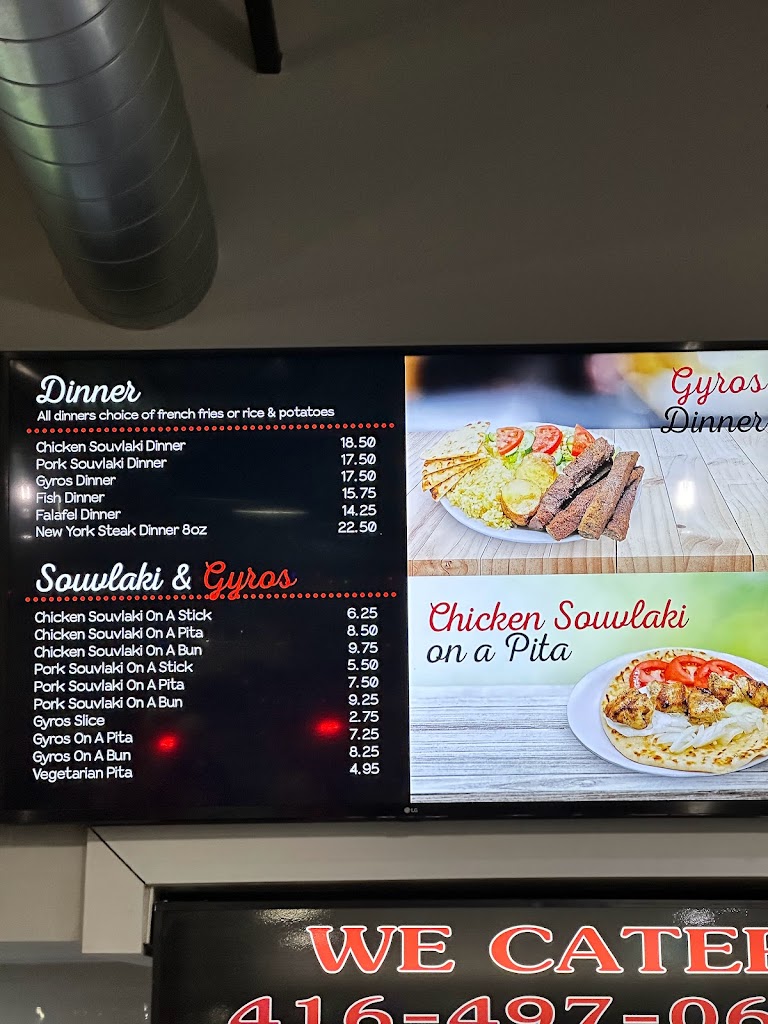 Dinner
All dinners choice of french fries or rice & potatoes
Chicken Souvlaki Dinner 18.50
Pork Souvlaki Dinner 17.50
Gyros Dinner 17.50
Fish Dinner 15.75
Falafel Dinner 14.25
New York Steak Dinner 8oz 22.50
Souvlaki & Gyros
Chicken Souvlaki On A Stick 6.25
Chicken Souvlaki On A Pita 8.50
Chicken Souvlaki On A Bun 9.75
Pork Souvlaki On A Stick 5.50
Pork Souvlaki On A Pita 7.50
Pork Souvlaki On A Bun 9.25
Gyros Slice 2.75
Gyros On A Pita 7.25
Gyros On A Bun 8.25
Vegetarian Pita 4.95
Gyros
Dinner
Chicken Souvlaki
on a Pita
LG
WE CATE
416-497-06